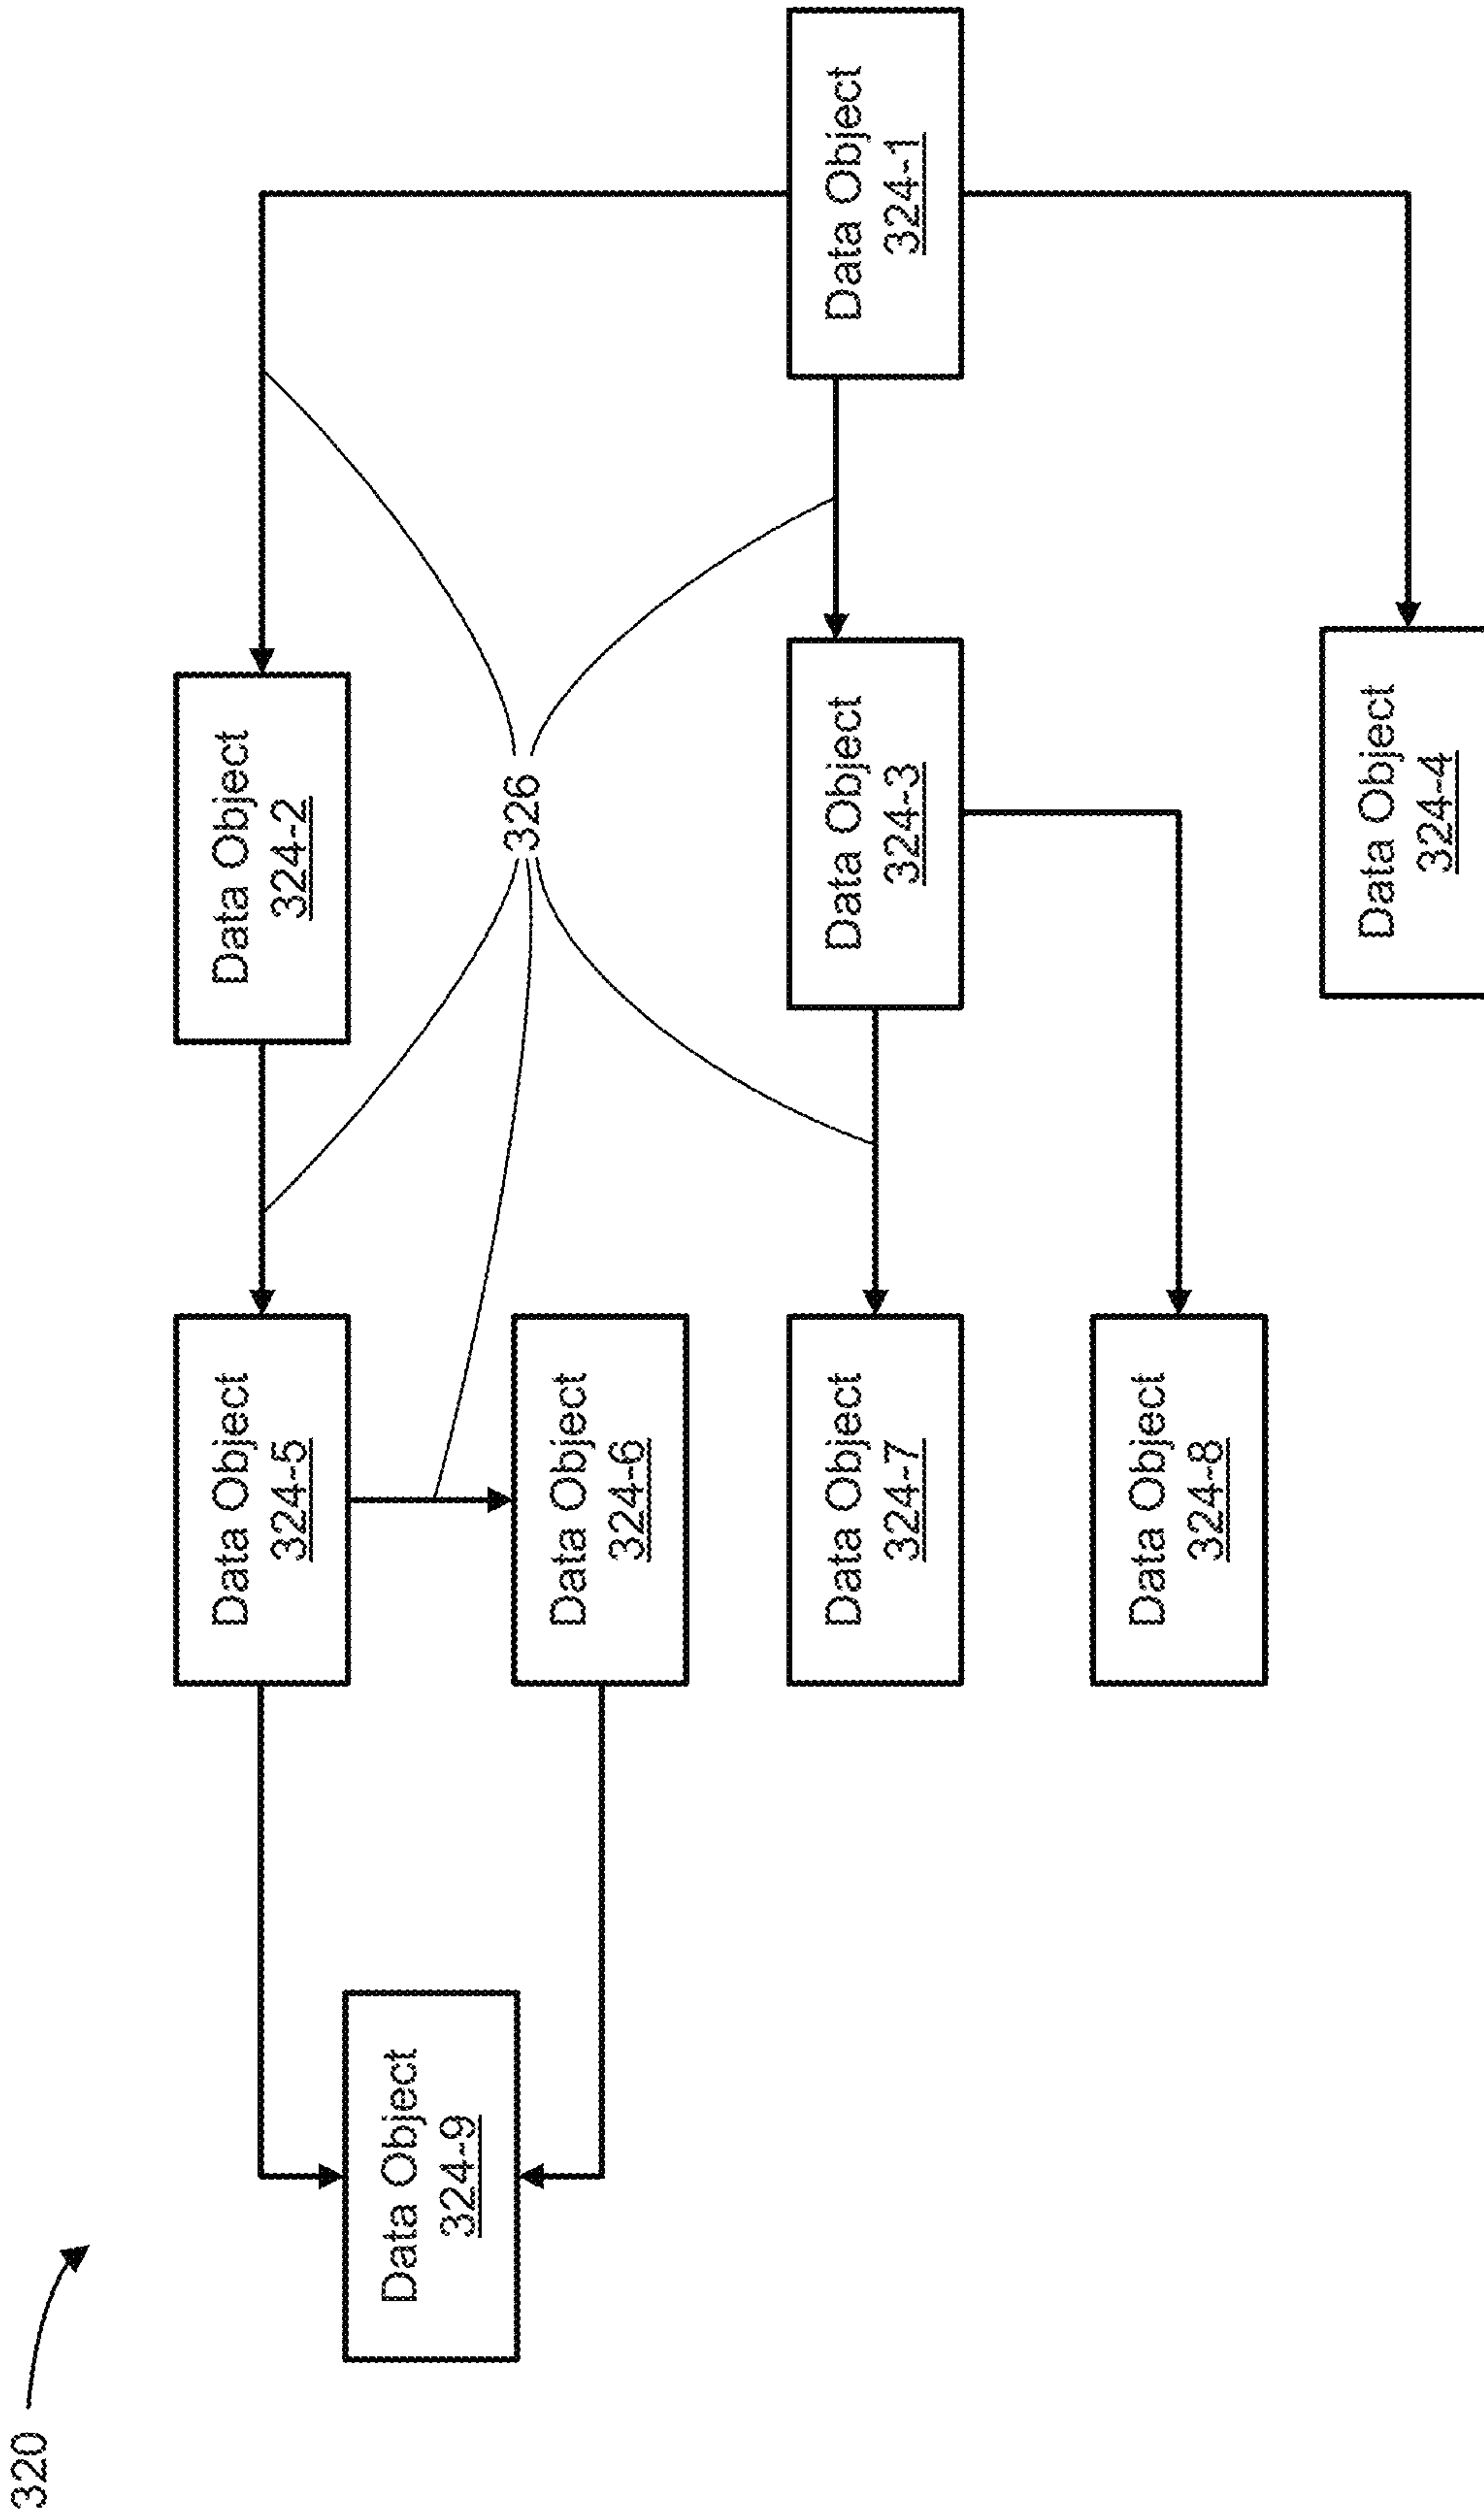 320
Data Object
324-9
Data Object
324-5
Data Object
324-2
Data Object
324-6
326
Data Object
324-7
Data Object
324-3
Data Object
324-1
Data Object
324-8
Data Object
324-4